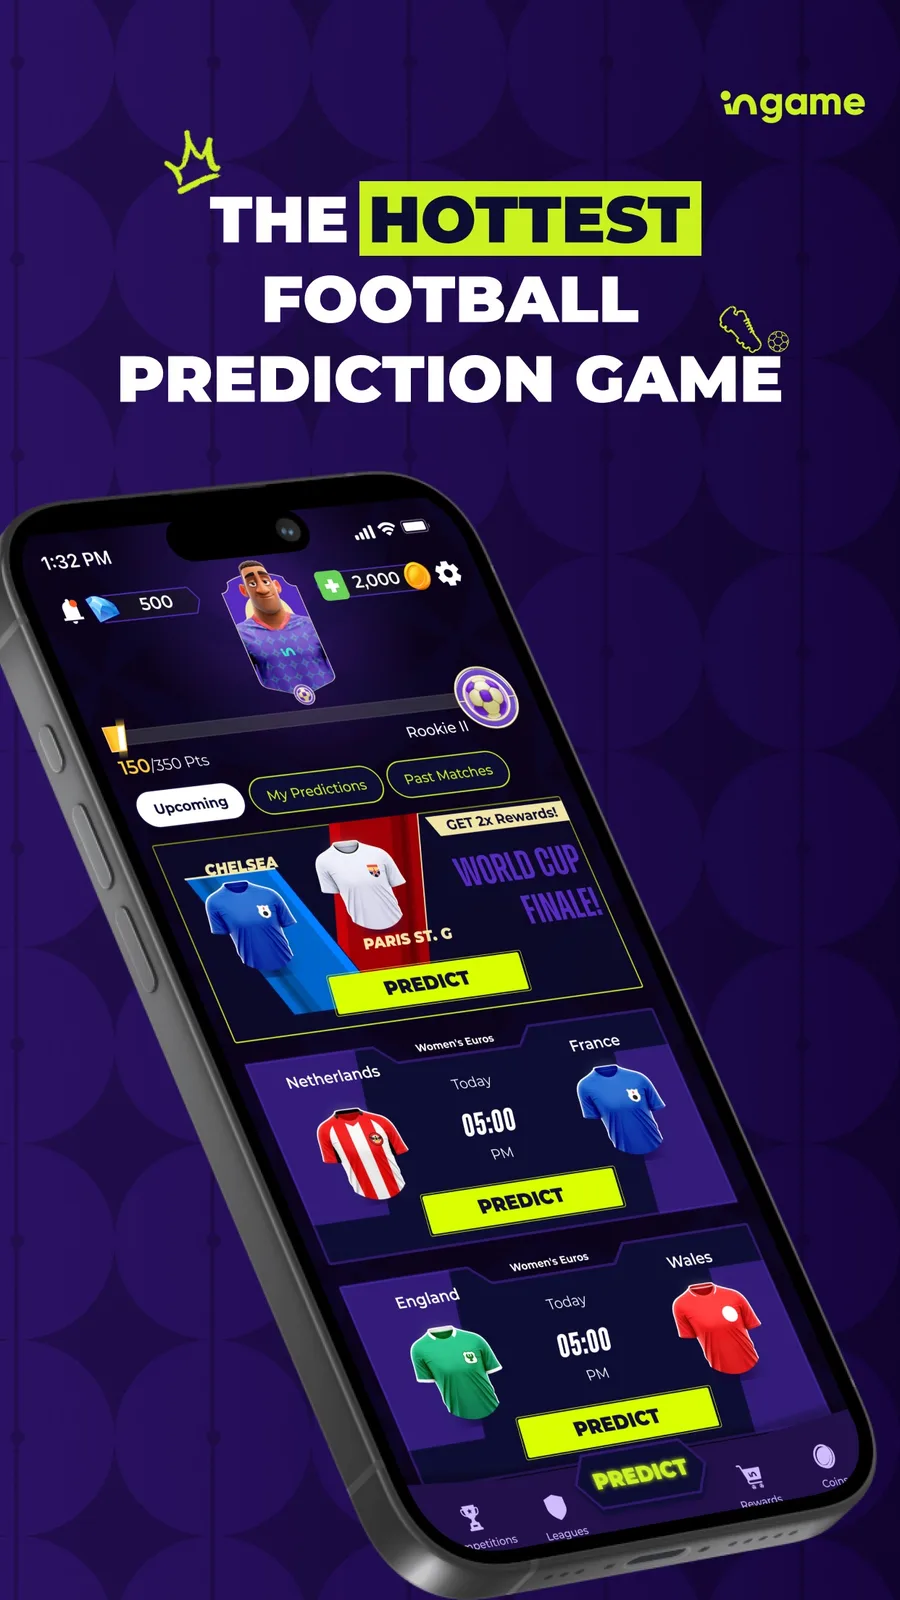 ingame
THE HOTTEST
FOOTBALL
PREDICTION GAME
1:32 PM
500
2,000
Rookie II
150/350 Pts
Upcoming
My Predictions
Past Matches
GET 2x Rewards!
CHELSEA
WORLD CUP
FINALE!
PARIS ST. G
PREDICT
Women's Euros
Netherlands
Today
France
05:00
PM
PREDICT
Women's Euros
England
Today
Wales
05:00
PM
PREDICT
mpetitions
Leagues
PREDICT
Rewards
Coins